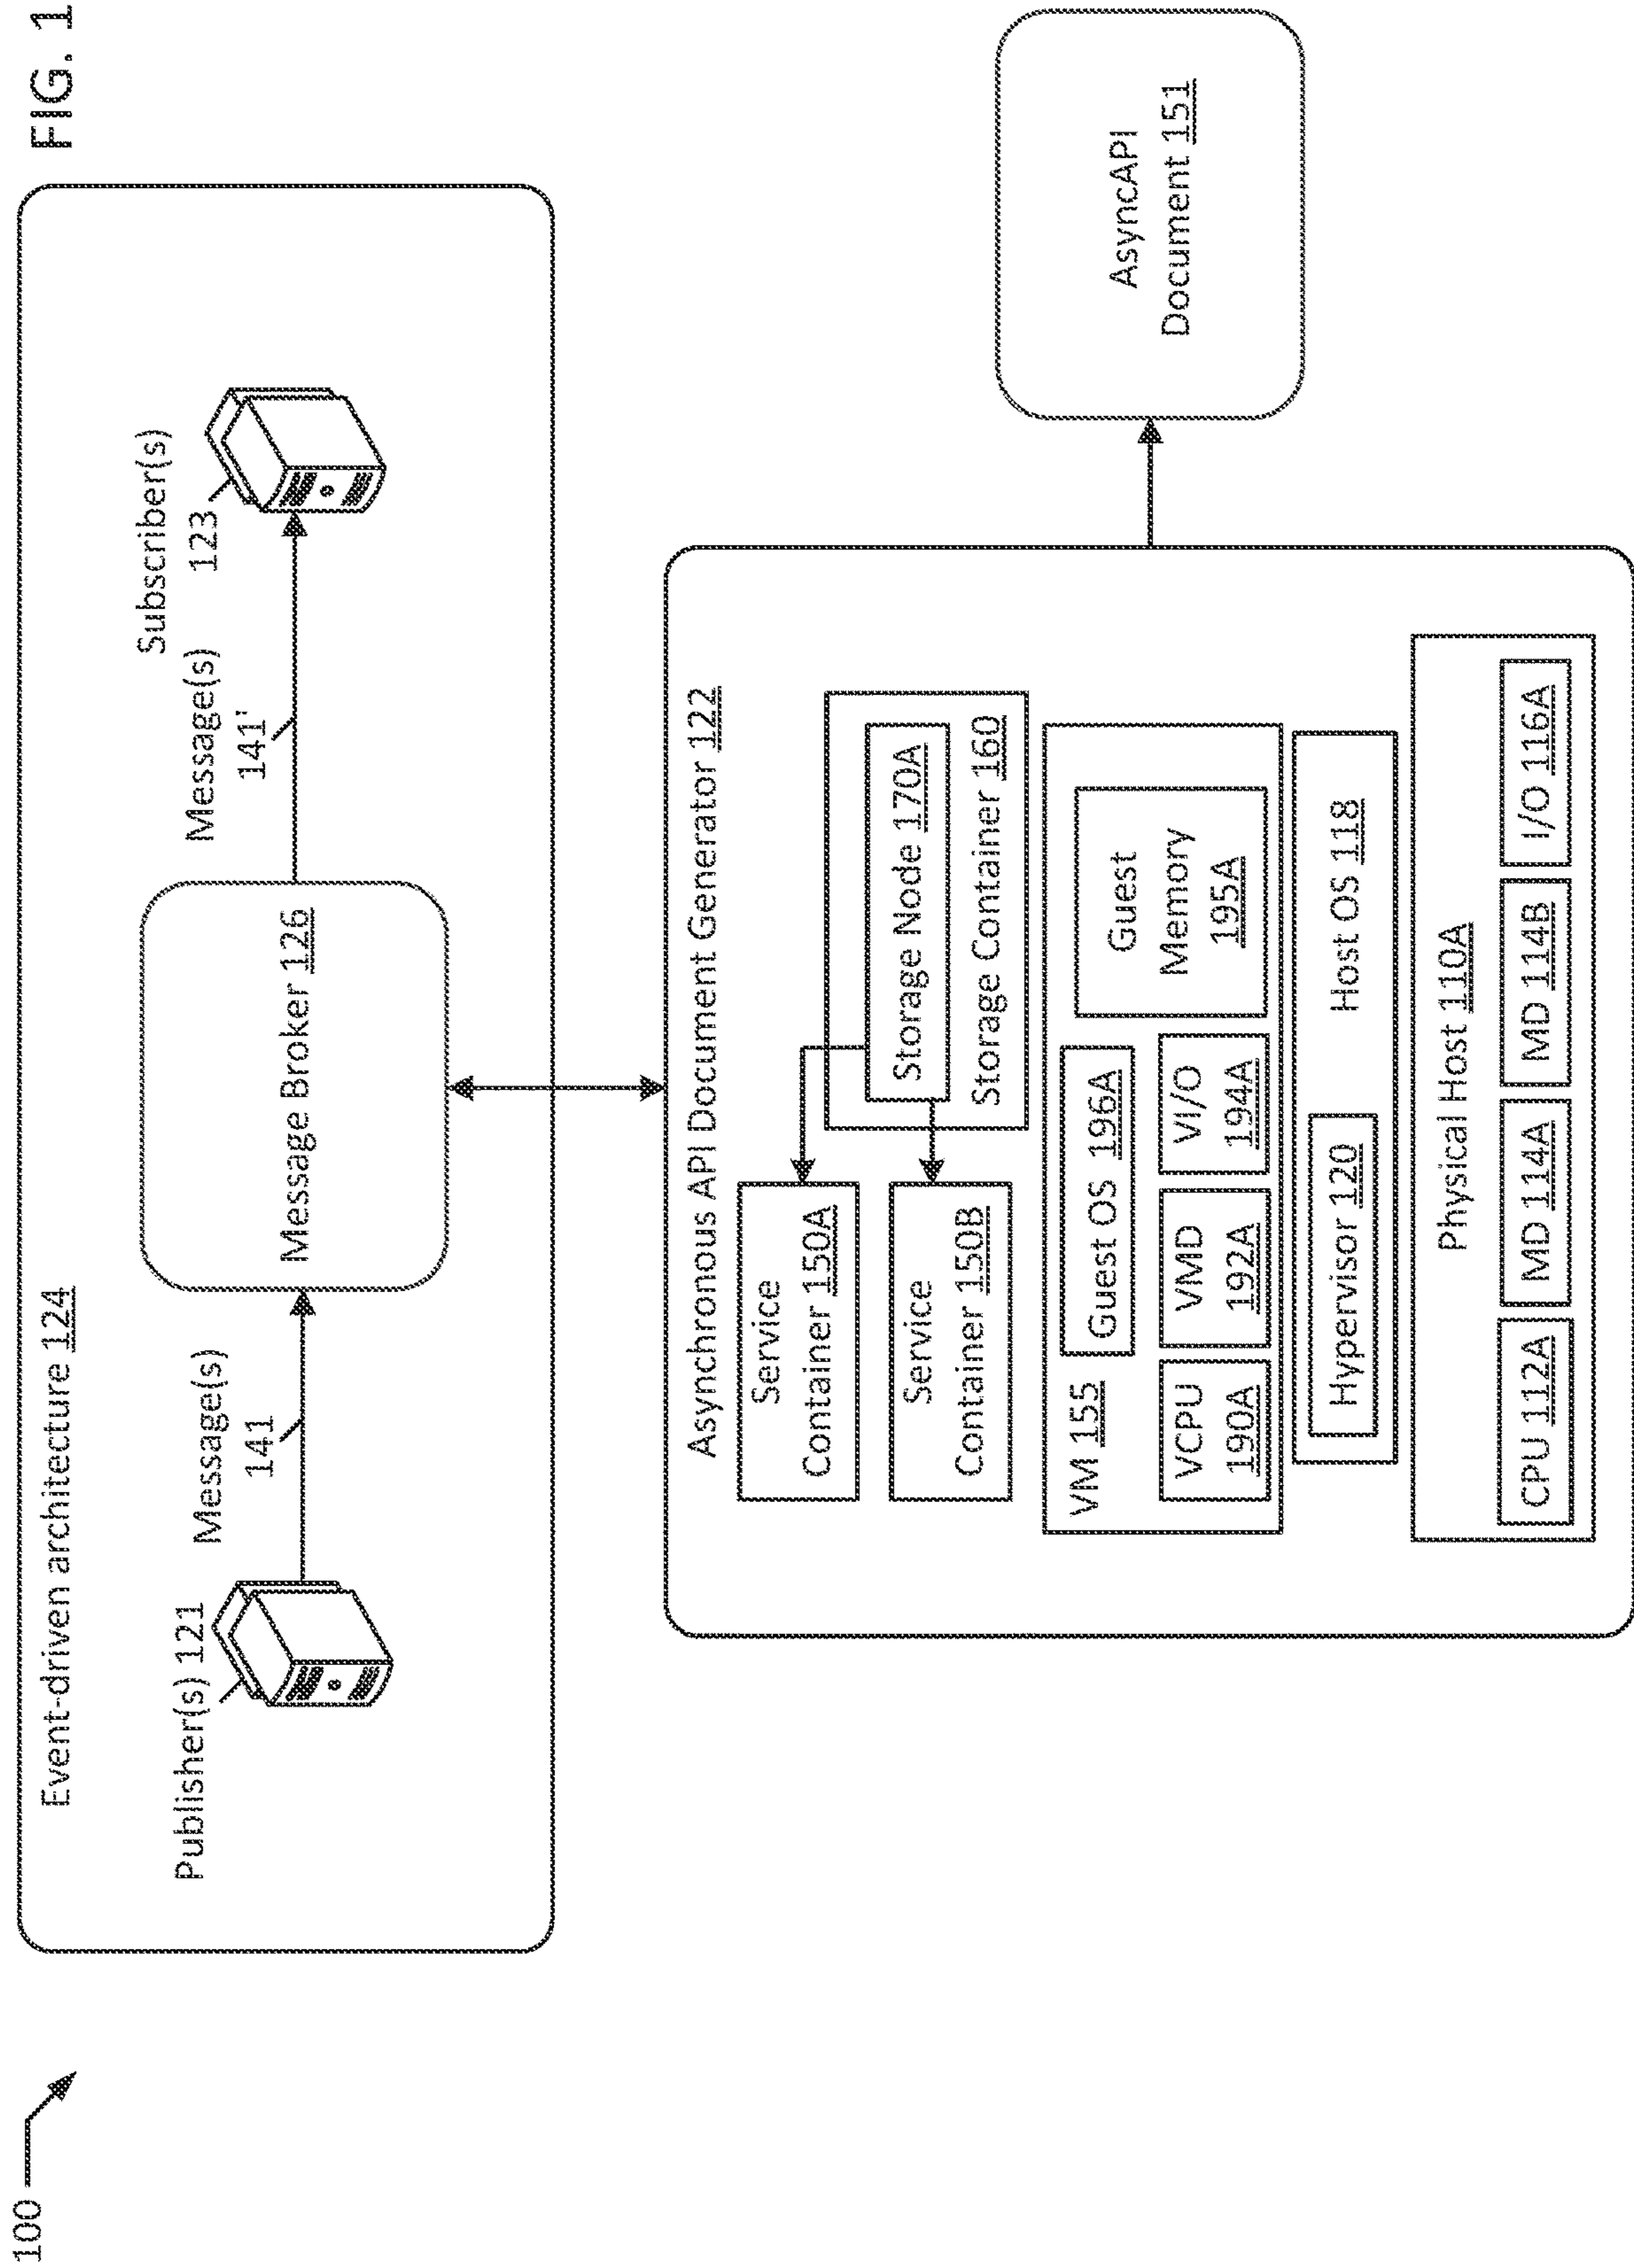 100
FIG. 1
Event-driven architecture 124
Publisher(s) 121
Message(s)
141
Message Broker 126
Message(s)
141'
Subscriber(s)
123
Asynchronous API Document Generator 122
Service
Container 150A
Service
Container 150B
Storage Node 170A
Storage Container 160
VM 155
Guest OS 196A
VCPU
190A
VMD
192A
VI/O
194A
Guest
Memory
195A
Hypervisor 120
Host OS 118
Physical Host 110A
CPU 112A
MD 114A
MD 114B
I/O 116A
AsyncAPI
Document 151